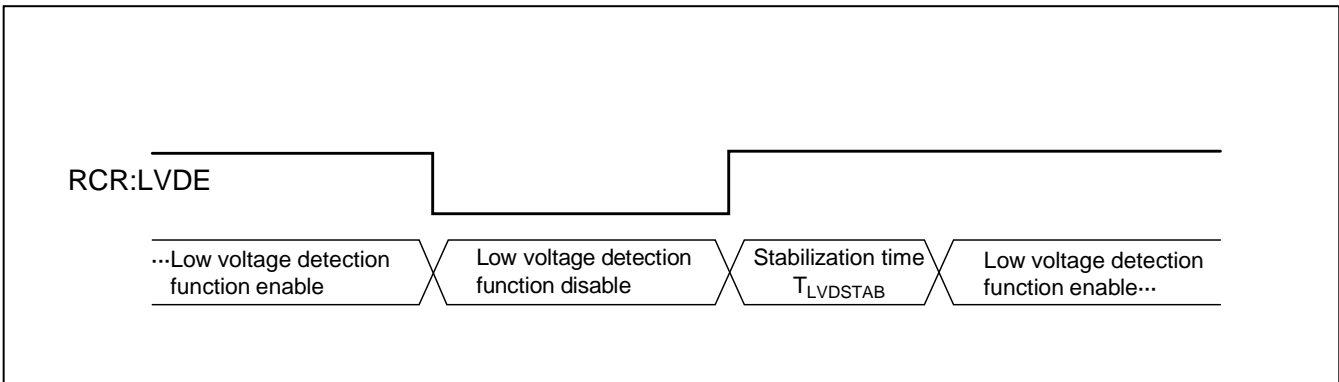 RCR:LVDE
···Low voltage detection
function enable
Low voltage detection
function disable
Stabilization time
TLVDSTAB
Low voltage detection
function enable···